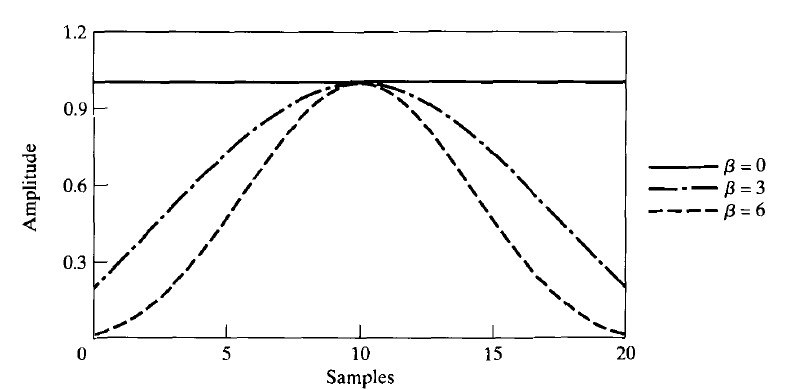 1.2
0.9
0.6
0.3
0
5
10
15
20
Amplitude
Samples
β = 0
β = 3
β = 6